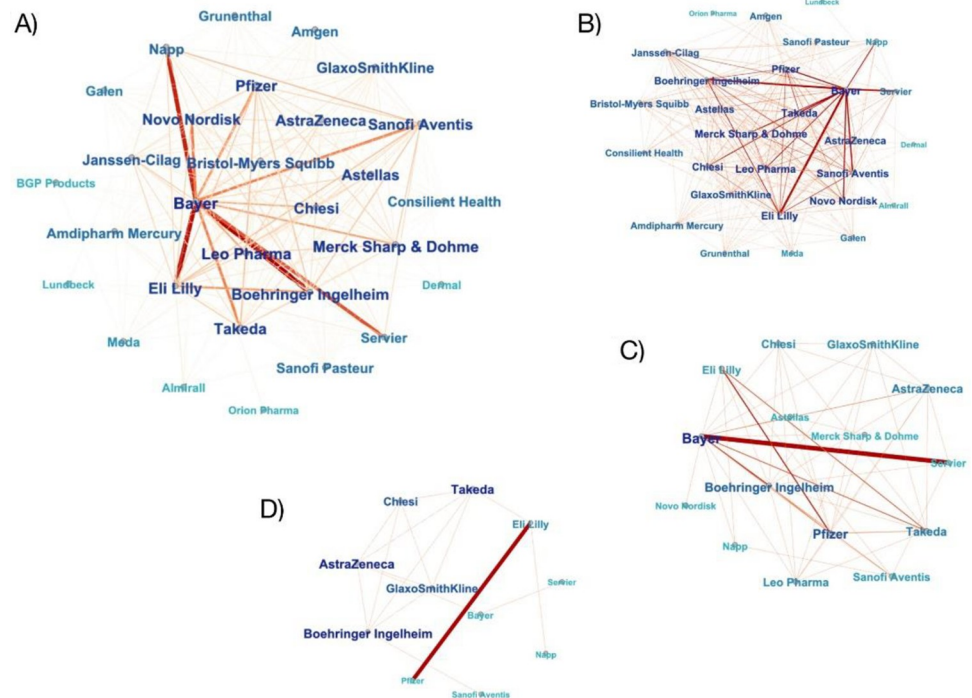 A)
Grunenthal
Amgen
Napp
GlaxoSmithKline
Galen
Pfizer
Novo Nordisk
AstraZeneca
Sanofi Aventis
Janssen-Cilag
Bristol-Myers Squibb
Astellas
BGP Products
Bayer
Chiesi
Consilient Health
Amdipharm Mercury
Leo Pharma
Merck Sharp & Dohme
Lundbeck
Eli Lilly
Boehringer Ingelheim
Dermal
Takeda
Servier
Meda
Sanofi Pasteur
Almirall
Orion Pharma
B)
Lundbeck
Orion Pharma
Amgen
Sanofi Pasteur
Napp
Janssen-Cilag
Pfizer
Boehringer Ingelheim
Bayer
Servier
Bristol-Myers Squibb
Astellas
Takeda
Merck Sharp & Dohme
AstraZeneca
Dermal
Consilient Health
Chiesi
Leo Pharma
Sanofi Aventis
GlaxoSmithKline
Novo Nordisk
Almirall
Eli Lilly
Amdipharm Mercury
Galen
Grunenthal
Meda
C)
Chiesi
GlaxoSmithKline
Eli Lilly
AstraZeneca
Astellas
Bayer
Merck Sharp & Dohme
Servier
Boehringer Ingelheim
Novo Nordisk
Pfizer
Takeda
Napp
Leo Pharma
Sanofi Aventis
D)
Takeda
Chiesi
Eli Lilly
AstraZeneca
GlaxoSmithKline
Servier
Bayer
Boehringer Ingelheim
Napp
Pfizer
Sanofi Aventis